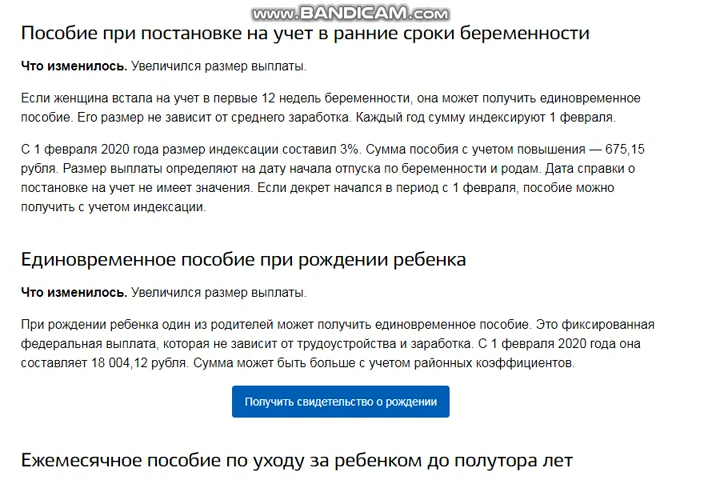 www.BANDICAM.com
Пособие при постановке на учет в ранние сроки беременности
Что изменилось. Увеличился размер выплаты.
Если женщина встала на учет в первые 12 недель беременности, она может получить единовременное
пособие. Его размер не зависит от среднего заработка. Каждый год сумму индексируют 1 февраля.
С 1 февраля 2020 года размер индексации составил 3%. Сумма пособия с учетом повышения — 675,15
рубля. Размер выплаты определяют на дату начала отпуска по беременности и родам. Дата справки о
постановке на учет не имеет значения. Если декрет начался в период с 1 февраля, пособие можно
получить с учетом индексации.
Единовременное пособие при рождении ребенка
Что изменилось. Увеличился размер выплаты.
При рождении ребенка один из родителей может получить единовременное пособие. Это фиксированная
федеральная выплата, которая не зависит от трудоустройства и заработка. С 1 февраля 2020 года она
составляет 18 004,12 рубля. Сумма может быть больше с учетом районных коэффициентов.
Получить свидетельство о рождении
Ежемесячное пособие по уходу за ребенком до полутора лет